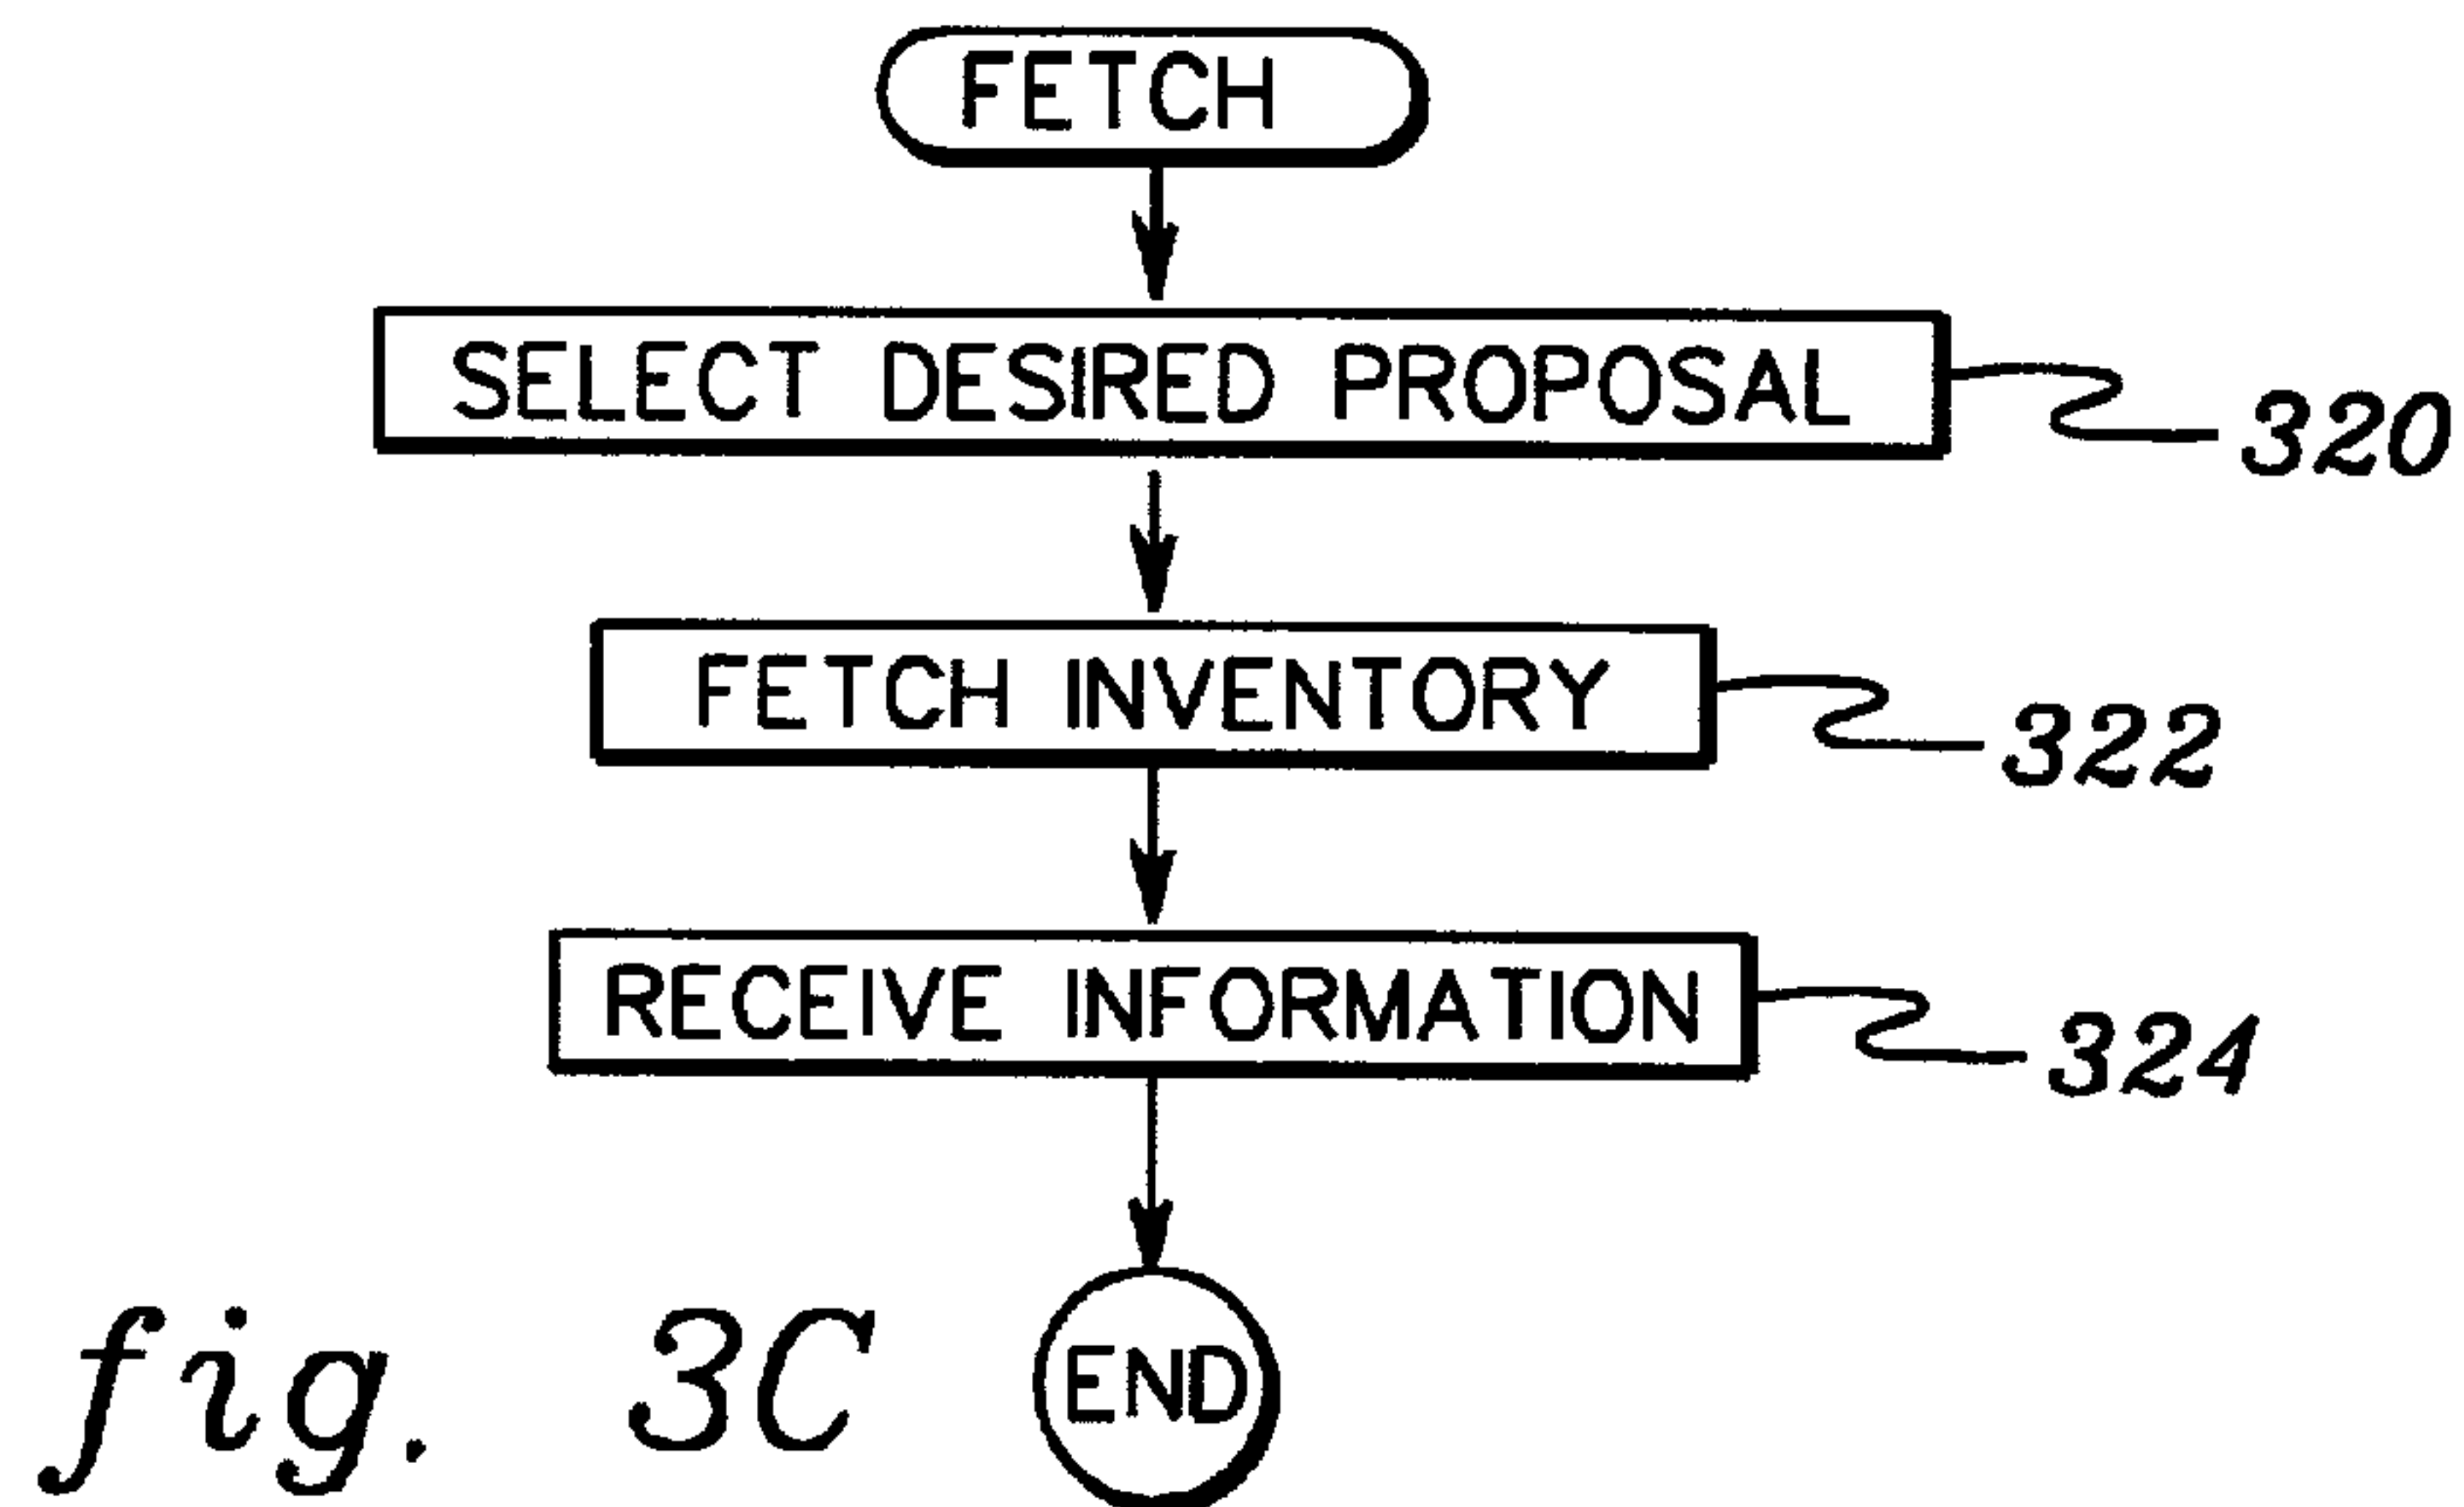 FETCH
SELECT DESIRED PROPOSAL
320
FETCH INVENTORY
322
RECEIVE INFORMATION
324
END
fig. 3C